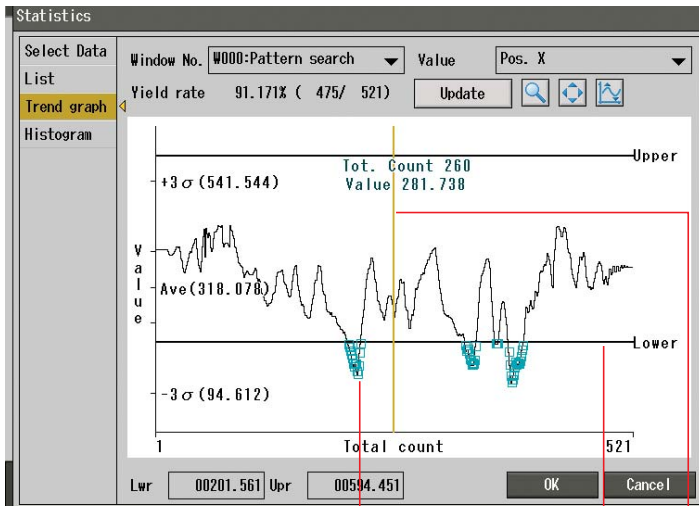 Statistics
Select Data
List
Trend graph
Histogram
Window No. W000:Pattern search Value Pos. X
Yield rate 91.171% ( 475/ 521) Update
Upper
Tot. Count 260
Value 281.738
+3σ(541.544)
Value
Ave(318.078)
Lower
-3σ(94.612)
1 Total count 521
Lwr 00201.561 Upr 00594.451 OK Cancel